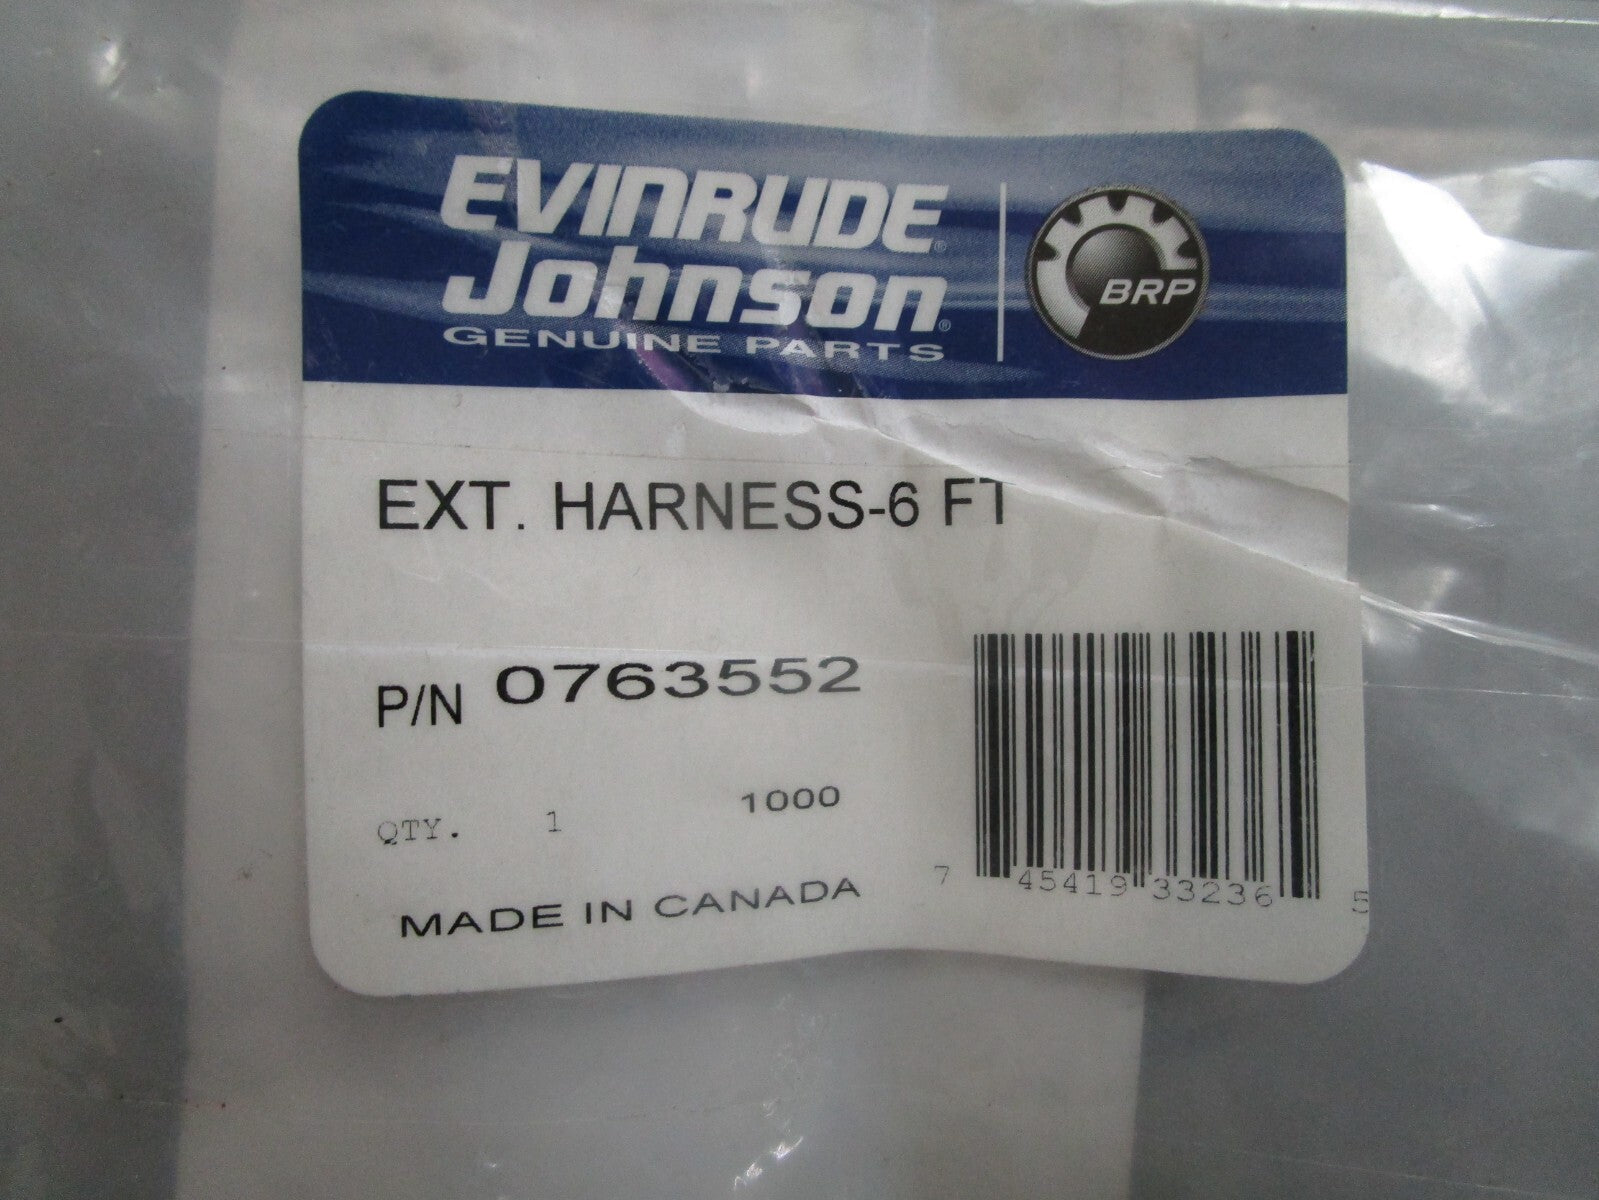 EVINRUDE®
Johnson®
GENUINE PARTS
BRP
EXT. HARNESS-6 FT
P/N 0763552
QTY. 1 1000
MADE IN CANADA
7 45419 33236 5